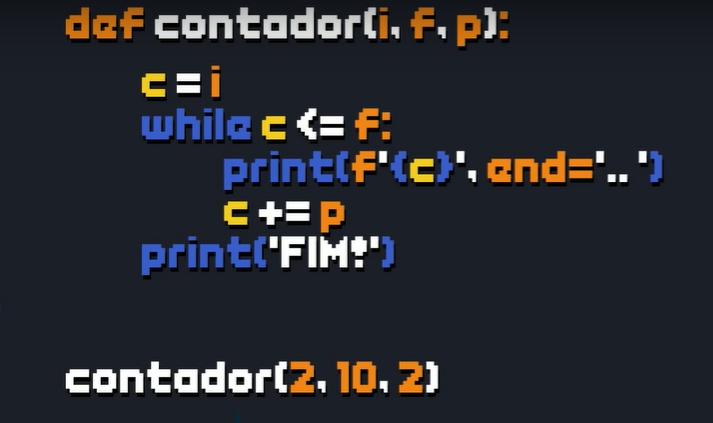 def contador(i, f, p):
c = i
while c <= f:
print(f'{c}', end='.. ')
c += p
print('FIM!')
contador(2, 10, 2)